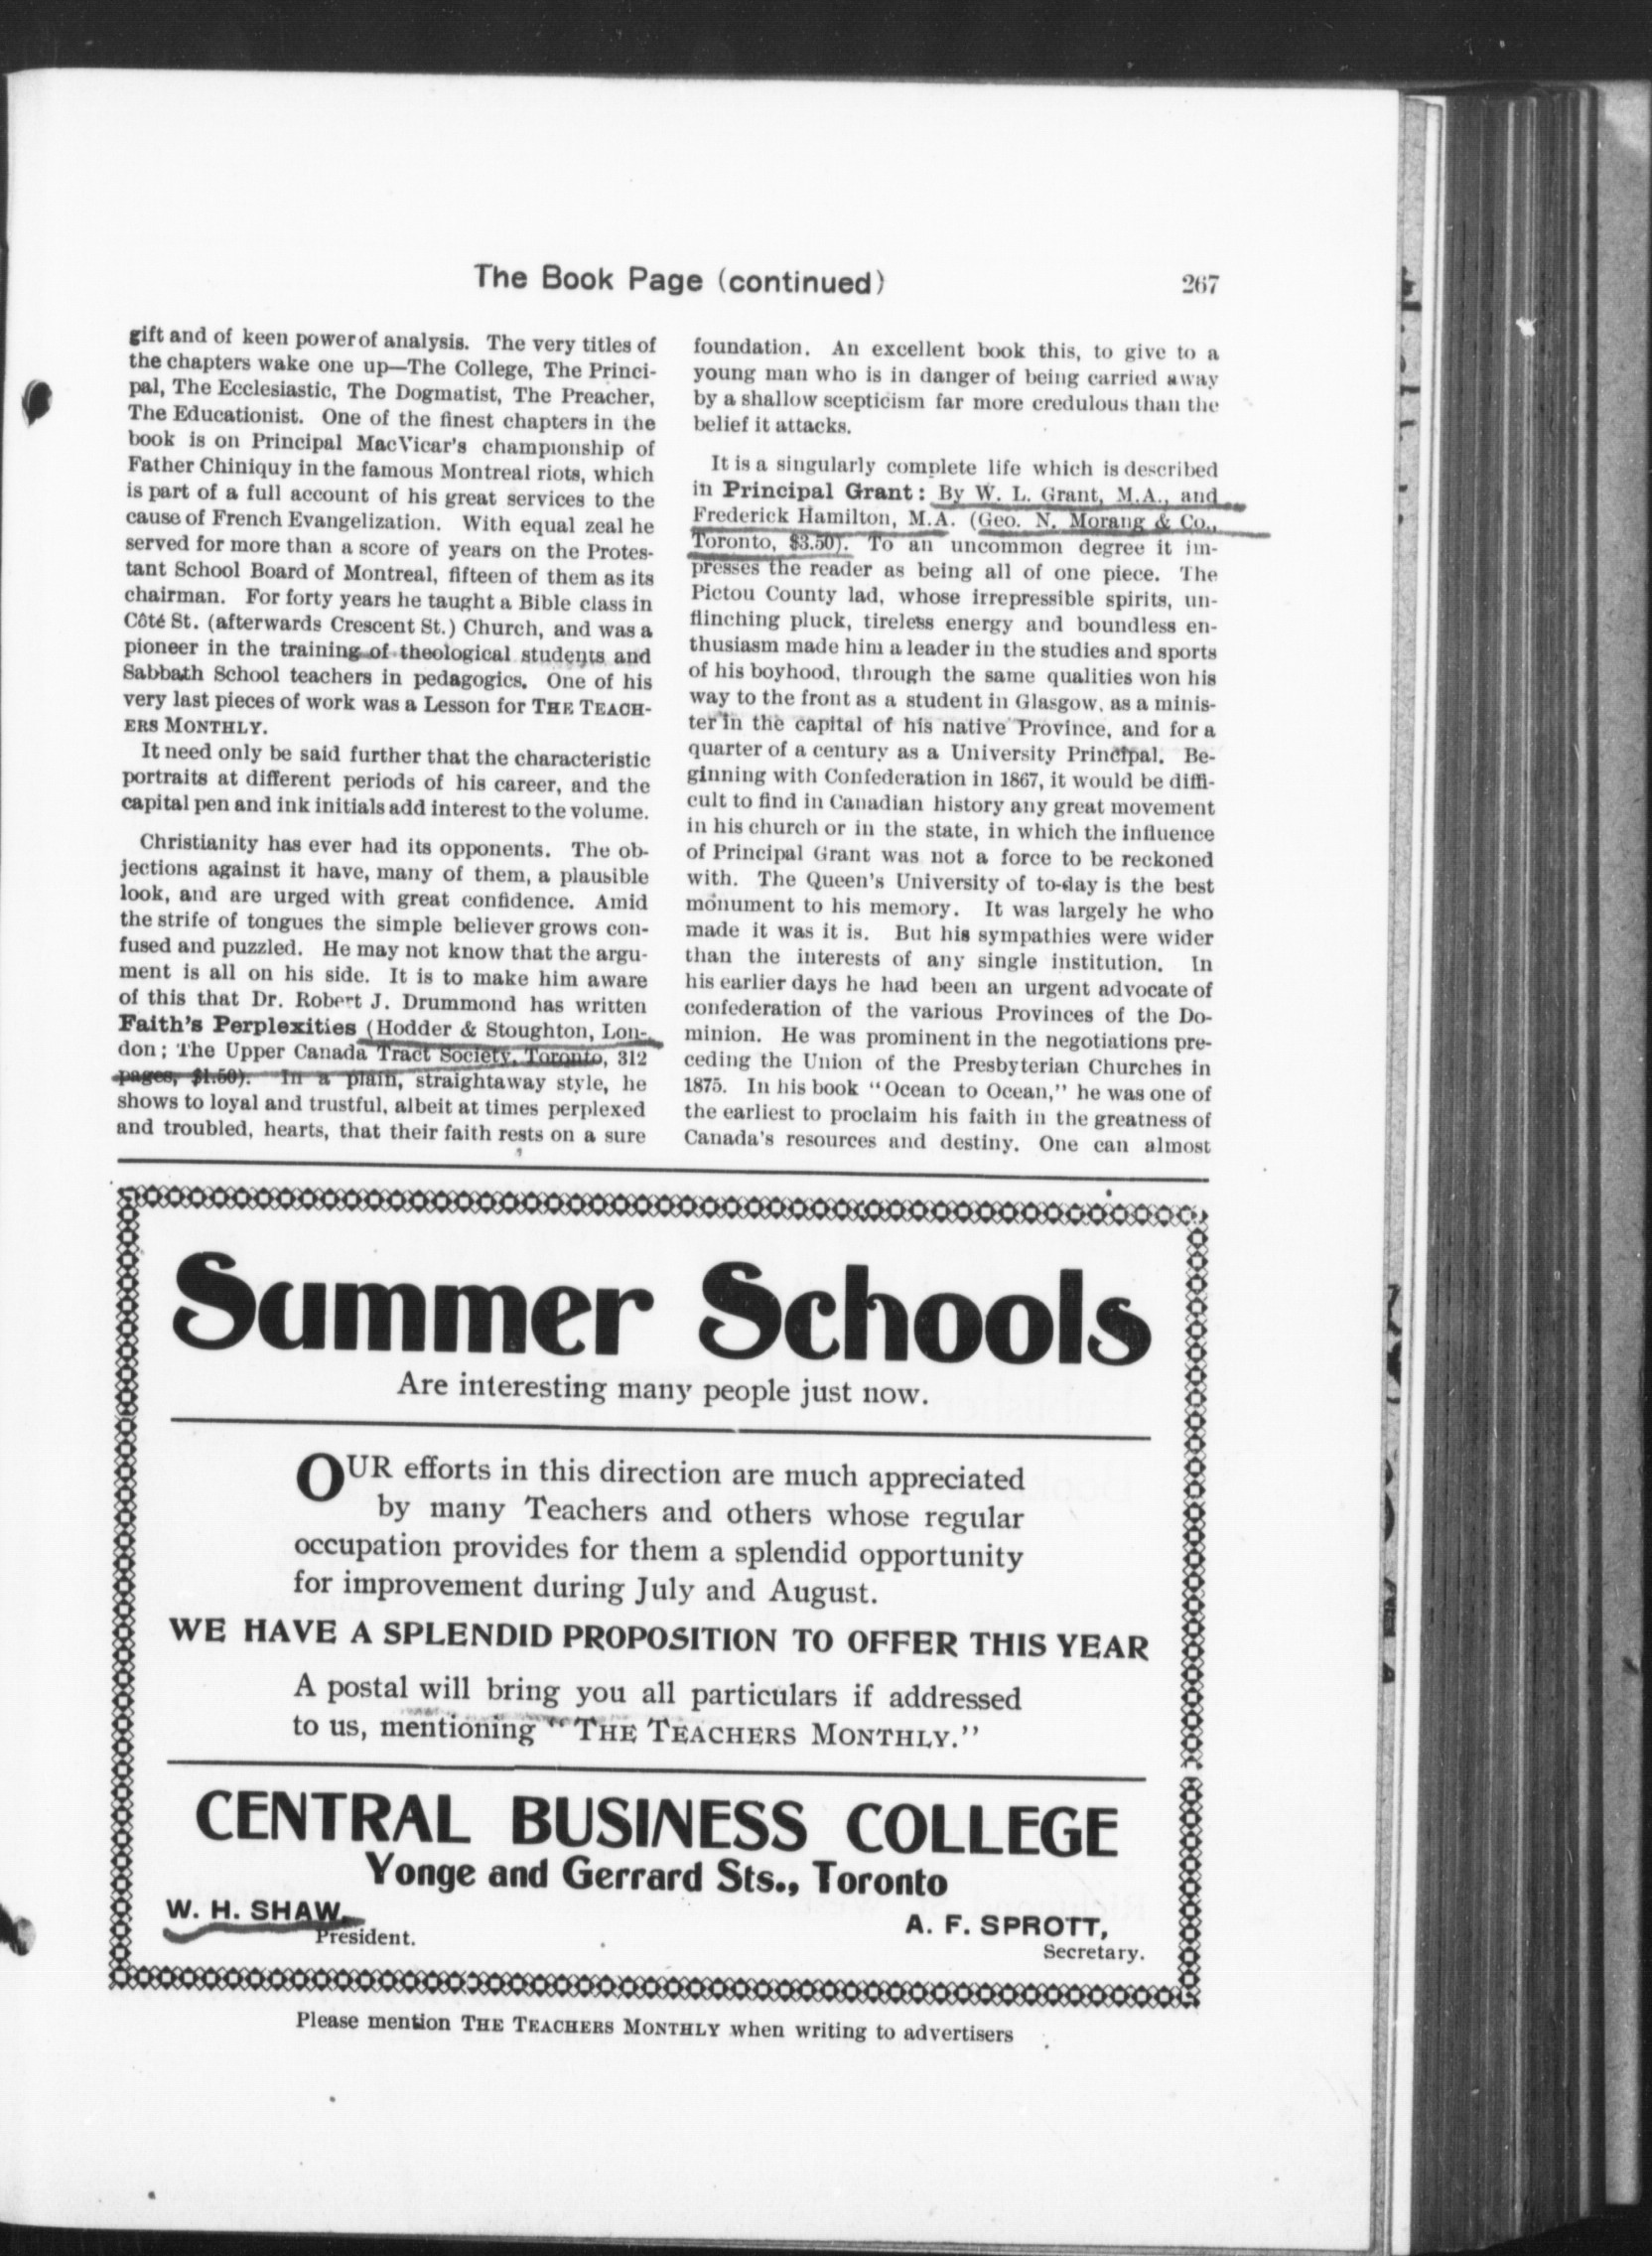 The Book Page (continued)
267
gift and of keen power of analysis. The very titles of
the chapters wake one up—The College, The Princi-
pal, The Ecclesiastic, The Dogmatist, The Preacher,
The Educationist. One of the finest chapters in the
book is on Principal MacVicar's championship of
Father Chiniquy in the famous Montreal riots, which
is part of a full account of his great services to the
cause of French Evangelization. With equal zeal he
served for more than a score of years on the Protes-
tant School Board of Montreal, fifteen of them as its
chairman. For forty years he taught a Bible class in
Côté St. (afterwards Crescent St.) Church, and was a
pioneer in the training of theological students and
Sabbath School teachers in pedagogics. One of his
very last pieces of work was a Lesson for THE TEACH-
ERS MONTHLY.
It need only be said further that the characteristic
portraits at different periods of his career, and the
capital pen and ink initials add interest to the volume.
Christianity has ever had its opponents. The ob-
jections against it have, many of them, a plausible
look, and are urged with great confidence. Amid
the strife of tongues the simple believer grows con-
fused and puzzled. He may not know that the argu-
ment is all on his side. It is to make him aware
of this that Dr. Robert J. Drummond has written
Faith's Perplexities (Hodder & Stoughton, Lon-
don; The Upper Canada Tract Society, Toronto, 312
pages, $1.50). In a plain, straightaway style, he
shows to loyal and trustful, albeit at times perplexed
and troubled, hearts, that their faith rests on a sure
foundation. An excellent book this, to give to a
young man who is in danger of being carried away
by a shallow scepticism far more credulous than the
belief it attacks.
It is a singularly complete life which is described
in Principal Grant: By W. L. Grant, M.A., and
Frederick Hamilton, M.A. (Geo. N. Morang & Co.,
Toronto, $3.50). To an uncommon degree it im-
presses the reader as being all of one piece. The
Pictou County lad, whose irrepressible spirits, un-
flinching pluck, tireless energy and boundless en-
thusiasm made him a leader in the studies and sports
of his boyhood, through the same qualities won his
way to the front as a student in Glasgow, as a minis-
ter in the capital of his native Province, and for a
quarter of a century as a University Principal. Be-
ginning with Confederation in 1867, it would be diffi-
cult to find in Canadian history any great movement
in his church or in the state, in which the influence
of Principal Grant was not a force to be reckoned
with. The Queen's University of to-day is the best
monument to his memory. It was largely he who
made it was it is. But his sympathies were wider
than the interests of any single institution. In
his earlier days he had been an urgent advocate of
confederation of the various Provinces of the Do-
minion. He was prominent in the negotiations pre-
ceding the Union of the Presbyterian Churches in
1875. In his book "Ocean to Ocean," he was one of
the earliest to proclaim his faith in the greatness of
Canada's resources and destiny. One can almost
Summer Schools
Are interesting many people just now.
OUR efforts in this direction are much appreciated
by many Teachers and others whose regular
occupation provides for them a splendid opportunity
for improvement during July and August.
WE HAVE A SPLENDID PROPOSITION TO OFFER THIS YEAR
A postal will bring you all particulars if addressed
to us, mentioning "THE TEACHERS MONTHLY."
CENTRAL BUSINESS COLLEGE
Yonge and Gerrard Sts., Toronto
W. H. SHAW,
President.
A. F. SPROTT,
Secretary.
Please mention THE TEACHERS MONTHLY when writing to advertisers